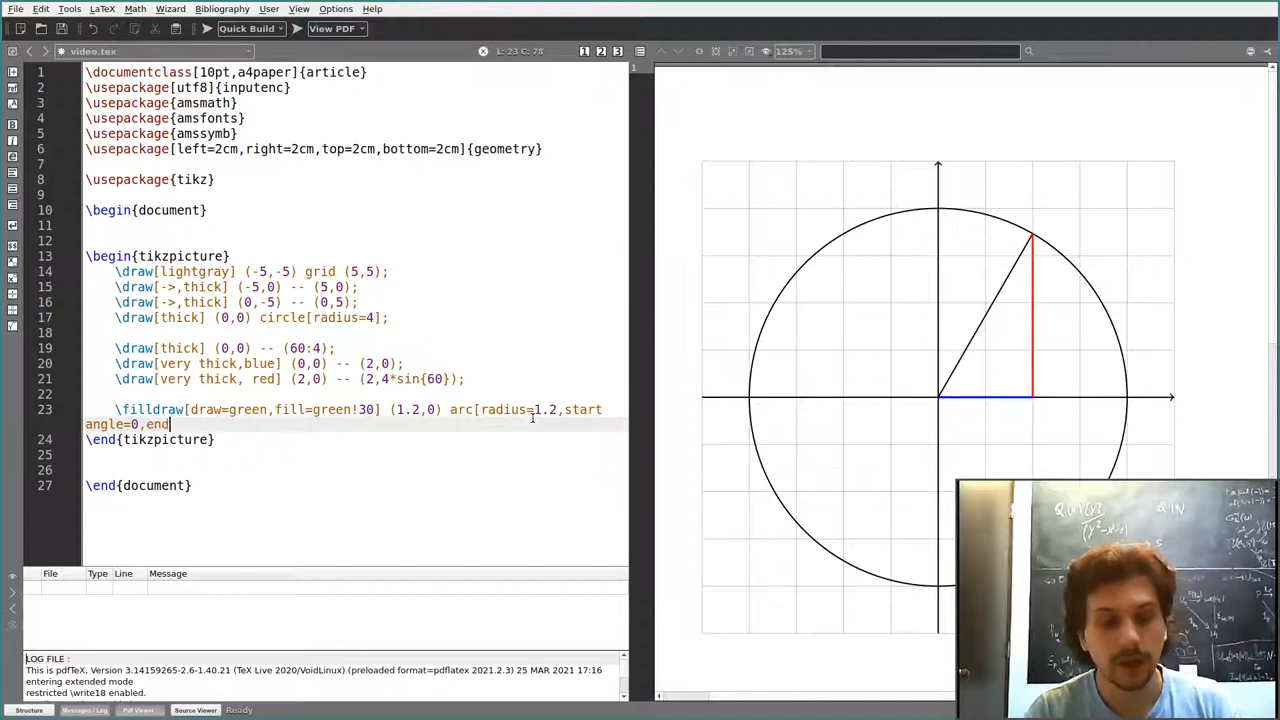 File Edit Tools LaTeX Math Wizard Bibliography User View Options Help
Quick Build View PDF
video.tex L: 23 C: 78 1 2 3 125%
1 \documentclass[10pt,a4paper]{article}
2 \usepackage[utf8]{inputenc}
3 \usepackage{amsmath}
4 \usepackage{amsfonts}
5 \usepackage{amssymb}
6 \usepackage[left=2cm,right=2cm,top=2cm,bottom=2cm]{geometry}
7
8 \usepackage{tikz}
9
10 \begin{document}
11
12
13 \begin{tikzpicture}
14 \draw[lightgray] (-5,-5) grid (5,5);
15 \draw[->,thick] (-5,0) -- (5,0);
16 \draw[->,thick] (0,-5) -- (0,5);
17 \draw[thick] (0,0) circle[radius=4];
18
19 \draw[thick] (0,0) -- (60:4);
20 \draw[very thick,blue] (0,0) -- (2,0);
21 \draw[very thick, red] (2,0) -- (2,4*sin{60});
22
23 \filldraw[draw=green,fill=green!30] (1.2,0) arc[radius=1.2,start
angle=0,end
24 \end{tikzpicture}
25
26
27 \end{document}
1
File Type Line Message
LOG FILE :
This is pdfTeX, Version 3.14159265-2.6-1.40.21 (TeX Live 2020/VoidLinux) (preloaded format=pdflatex 2021.2.3) 25 MAR 2021 17:16
entering extended mode
restricted \write18 enabled.
Structure Messages / Log Pdf Viewer Source Viewer Ready